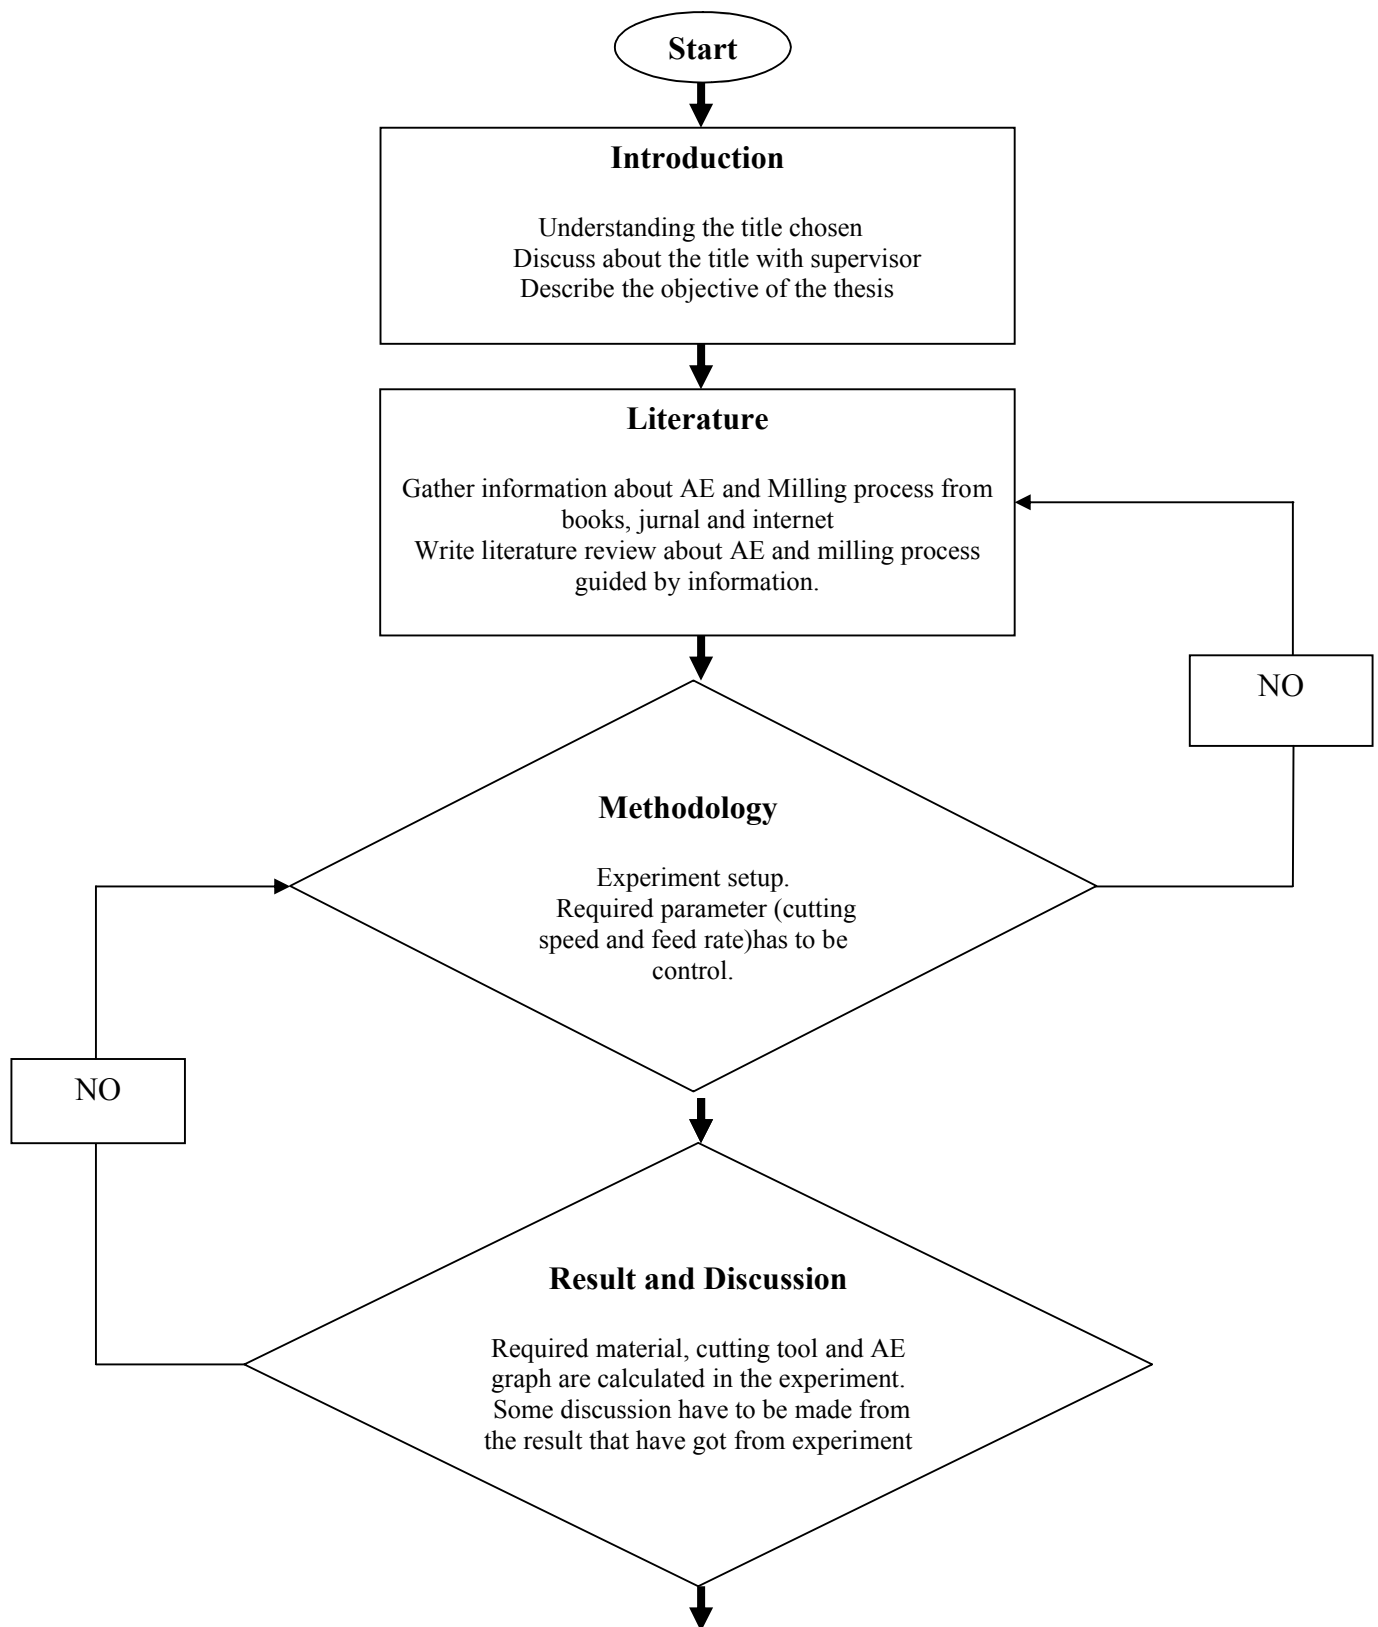 Start
Introduction
Understanding the title chosen
Discuss about the title with supervisor
Describe the objective of the thesis
Literature
Gather information about AE and Milling process from
books, jurnal and internet
Write literature review about AE and milling process
guided by information.
NO
Methodology
Experiment setup.
Required parameter (cutting
speed and feed rate)has to be
control.
NO
Result and Discussion
Required material, cutting tool and AE
graph are calculated in the experiment.
Some discussion have to be made from
the result that have got from experiment